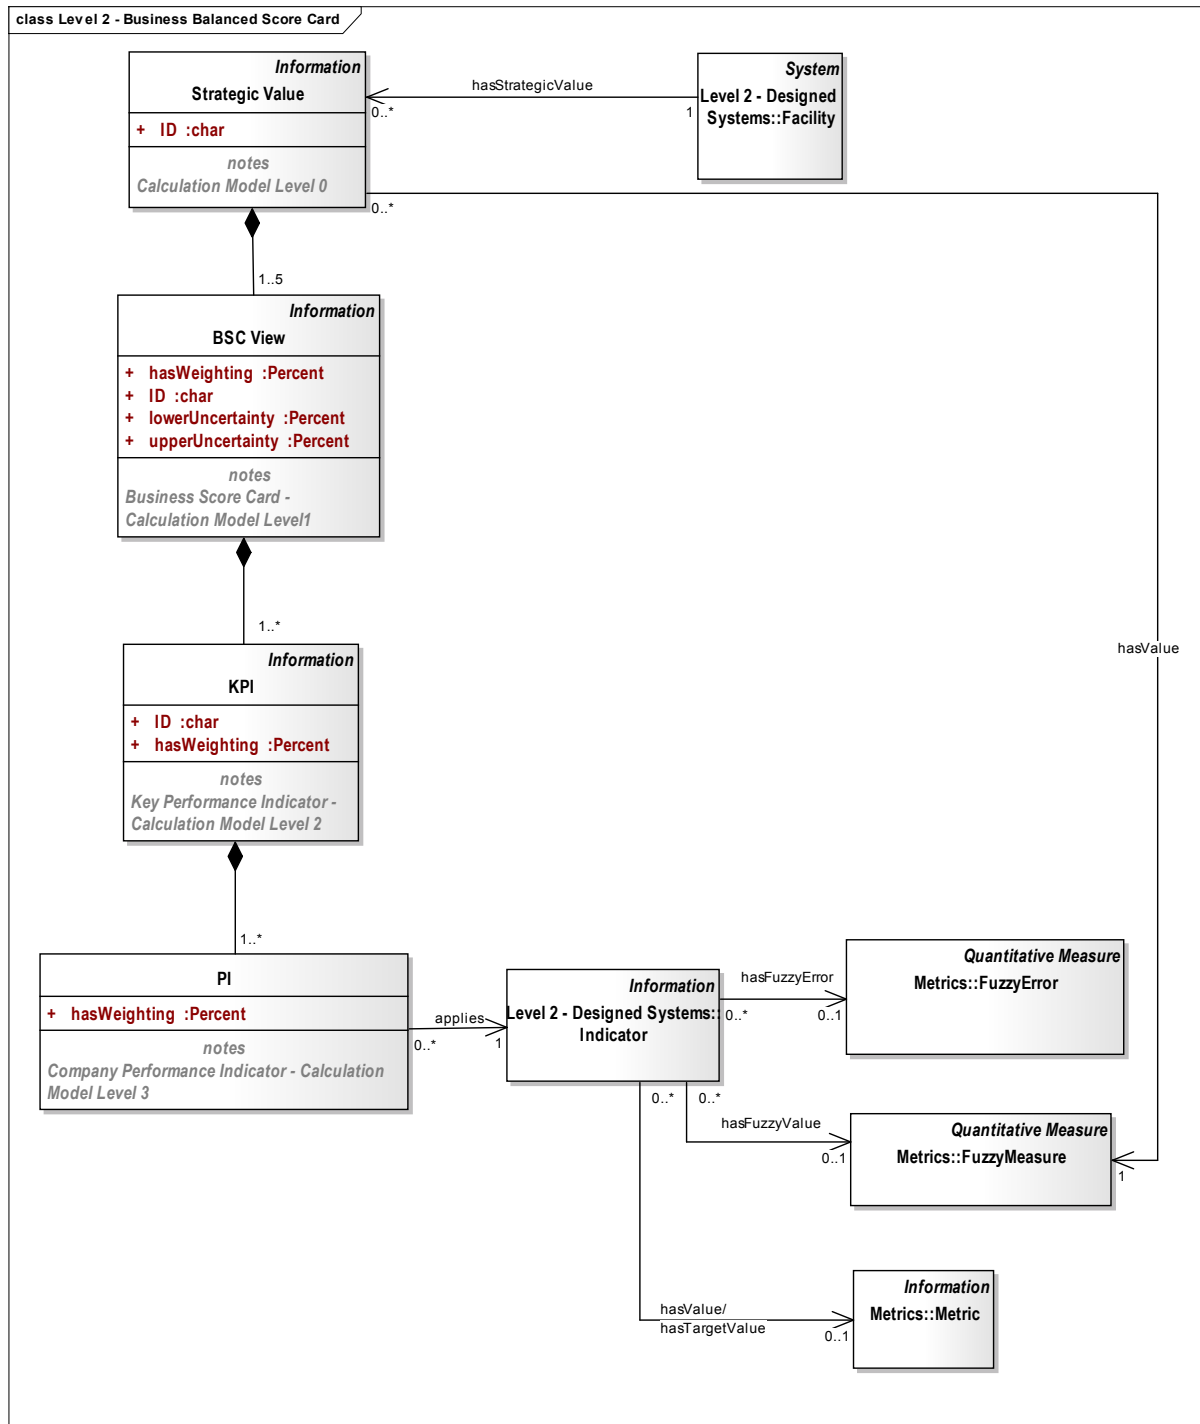 class Level 2 - Business Balanced Score Card
Information
Strategic Value
+ ID :char
notes
Calculation Model Level 0
hasStrategicValue
0..*
1
System
Level 2 - Designed
Systems::Facility
0..*
1..5
Information
BSC View
+ hasWeighting :Percent
+ ID :char
+ lowerUncertainty :Percent
+ upperUncertainty :Percent
notes
Business Score Card -
Calculation Model Level1
1..*
hasValue
Information
KPI
+ ID :char
+ hasWeighting :Percent
notes
Key Performance Indicator -
Calculation Model Level 2
1..*
PI
+ hasWeighting :Percent
notes
Company Performance Indicator - Calculation
Model Level 3
applies
0..*
1
Information
Level 2 - Designed Systems::
Indicator
hasFuzzyError
0..*
0..1
Quantitative Measure
Metrics::FuzzyError
0..*
0..*
hasFuzzyValue
0..1
Quantitative Measure
Metrics::FuzzyMeasure
1
hasValue/
hasTargetValue
0..1
Information
Metrics::Metric